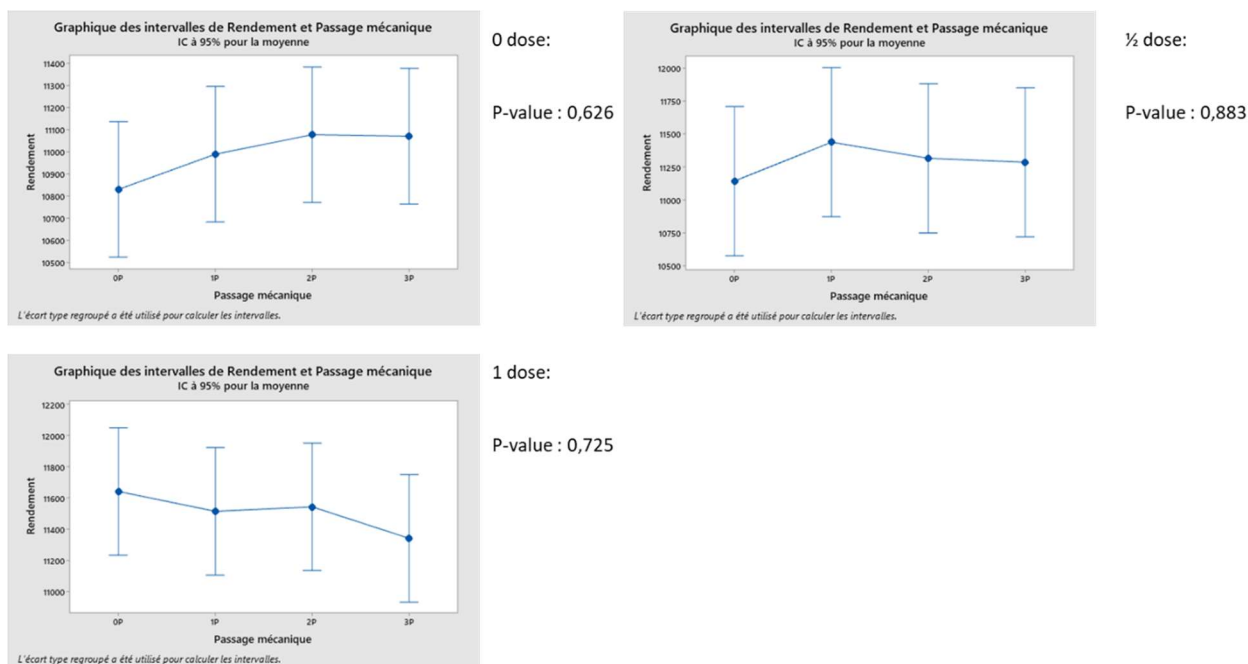 Graphique des intervalles de Rendement et Passage mécanique
IC à 95% pour la moyenne
11400
11300
11200
11100
11000
10900
10800
10700
10600
10500
Rendement
0P
1P
2P
3P
Passage mécanique
L'écart type regroupé a été utilisé pour calculer les intervalles.
0 dose:
P-value : 0,626
Graphique des intervalles de Rendement et Passage mécanique
IC à 95% pour la moyenne
12000
11750
11500
11250
11000
10750
10500
Rendement
0P
1P
2P
3P
Passage mécanique
L'écart type regroupé a été utilisé pour calculer les intervalles.
½ dose:
P-value : 0,883
Graphique des intervalles de Rendement et Passage mécanique
IC à 95% pour la moyenne
12200
12000
11800
11600
11400
11200
11000
Rendement
0P
1P
2P
3P
Passage mécanique
L'écart type regroupé a été utilisé pour calculer les intervalles.
1 dose:
P-value : 0,725